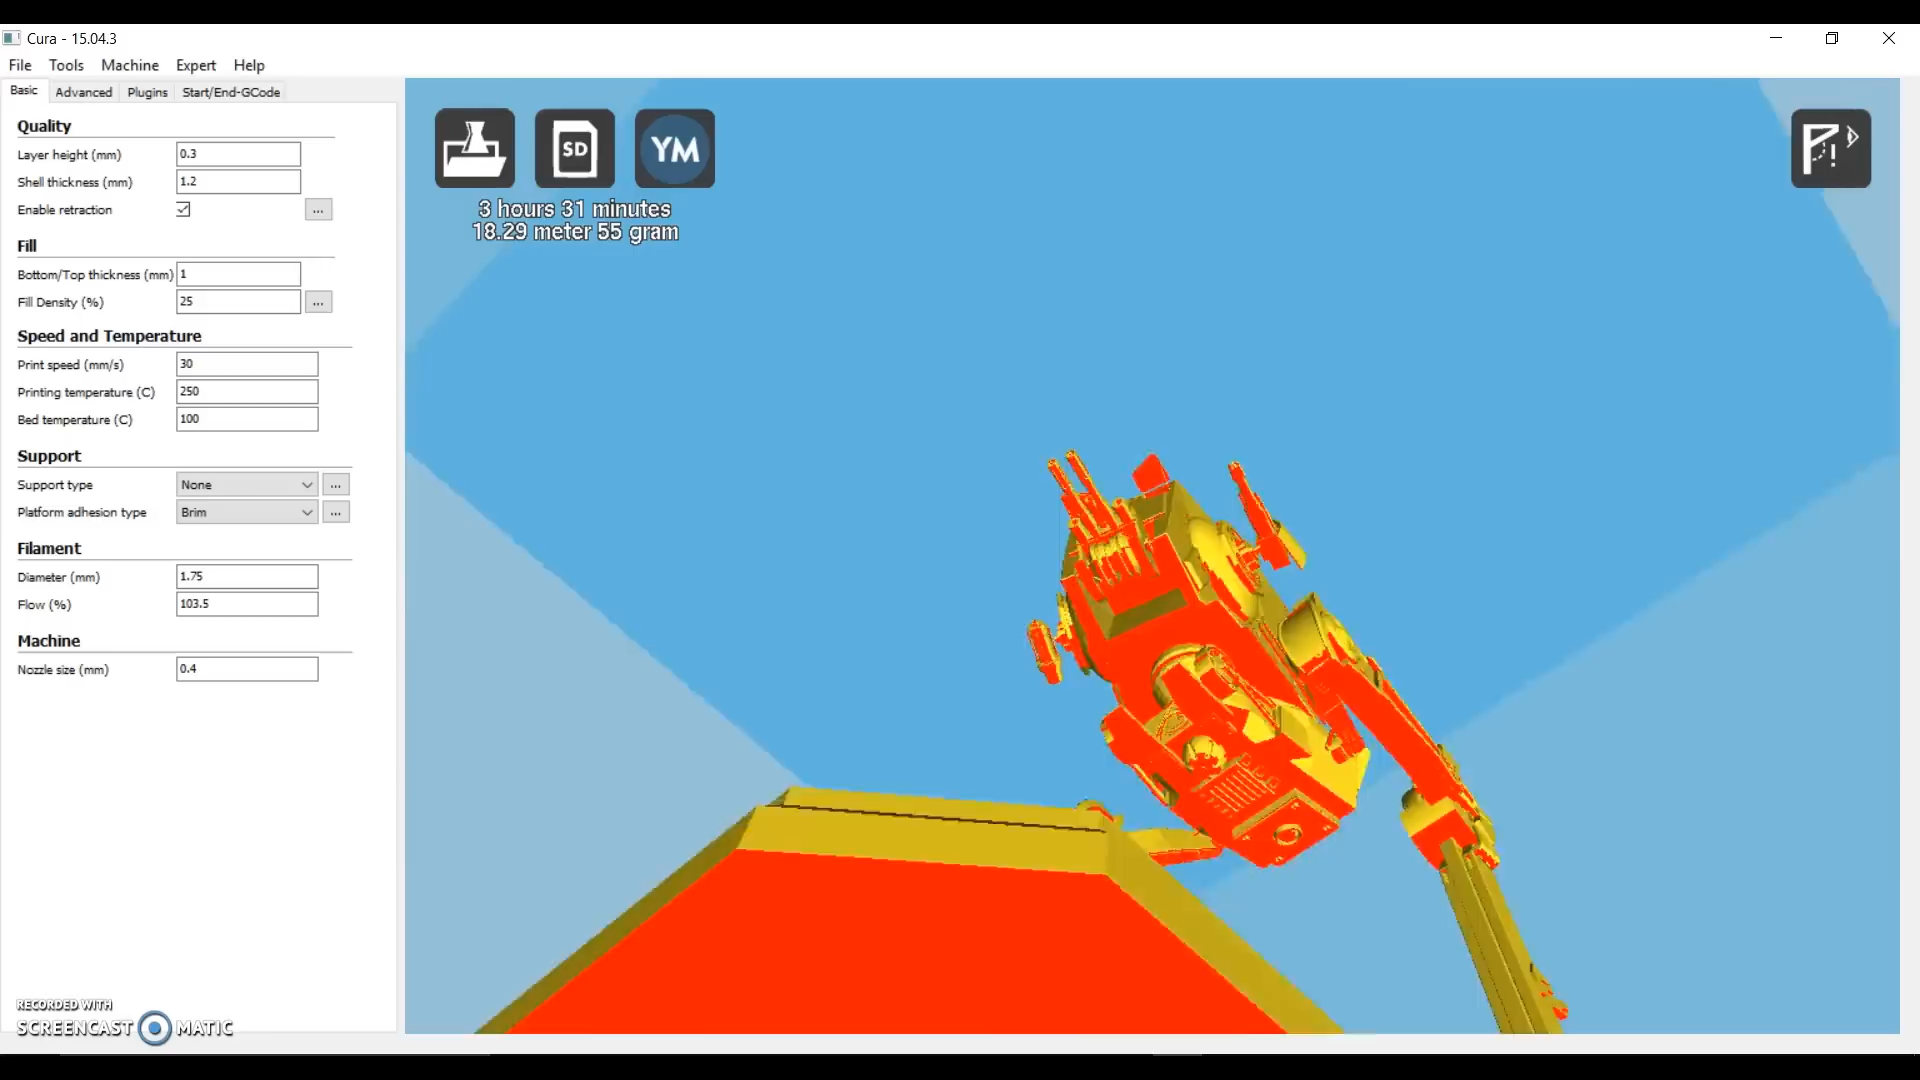 Cura - 15.04.3
File Tools Machine Expert Help
Basic Advanced Plugins Start/End-GCode
Quality
Layer height (mm) 0.3
Shell thickness (mm) 1.2
Enable retraction ...
Fill
Bottom/Top thickness (mm) 1
Fill Density (%) 25 ...
Speed and Temperature
Print speed (mm/s) 30
Printing temperature (C) 250
Bed temperature (C) 100
Support
Support type None ...
Platform adhesion type Brim ...
Filament
Diameter (mm) 1.75
Flow (%) 103.5
Machine
Nozzle size (mm) 0.4
SD
YM
3 hours 31 minutes
18.29 meter 55 gram
RECORDED WITH
SCREENCAST MATIC